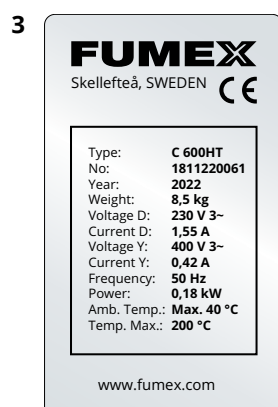 3
FUMEX
Skellefteå, SWEDEN CE
Type: C 600HT
No: 1811220061
Year: 2022
Weight: 8,5 kg
Voltage D: 230 V 3~
Current D: 1,55 A
Voltage Y: 400 V 3~
Current Y: 0,42 A
Frequency: 50 Hz
Power: 0,18 kW
Amb. Temp.: Max. 40 °C
Temp. Max.: 200 °C
www.fumex.com